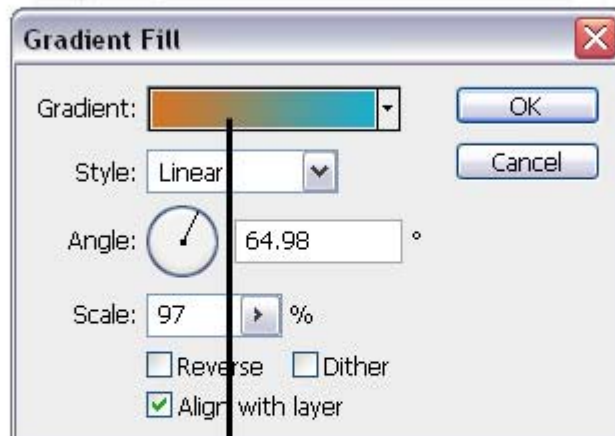 Gradient Fill
Gradient: OK
Style: Linear Cancel
Angle: 64.98 °
Scale: 97 %
Reverse Dither
Align with layer